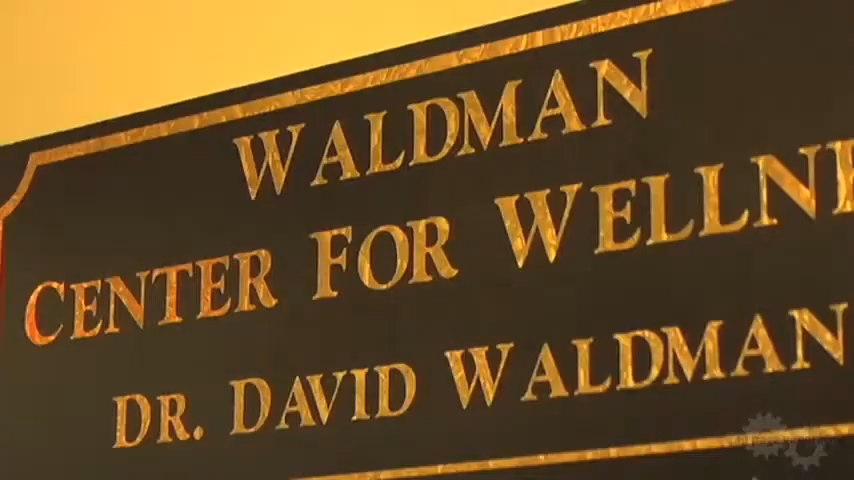 WALDMAN
CENTER FOR WELLNE
DR. DAVID WALDMAN